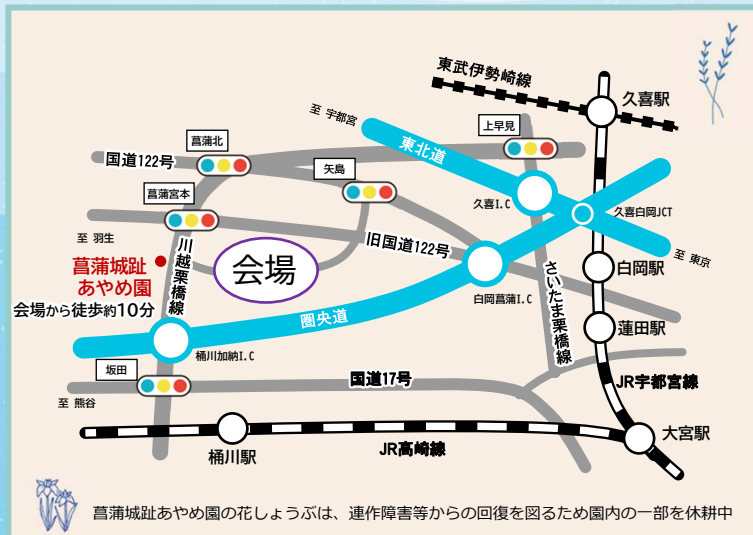 東武伊勢崎線
久喜駅
至 宇都宮
上早見
東北道
菖蒲北
国道122号
矢島
菖蒲宮本
久喜I.C
久喜白岡JCT
至 羽生
川越栗橋線
会場
旧国道122号
至 東京
菖蒲城趾
あやめ園
会場から徒歩約10分
白岡駅
さいたま栗橋線
白岡菖蒲I.C
圏央道
蓮田駅
桶川加納I.C
坂田
国道17号
JR宇都宮線
至 熊谷
大宮駅
桶川駅
JR高崎線
菖蒲城趾あやめ園の花しょうぶは、連作障害等からの回復を図るため園内の一部を休耕中